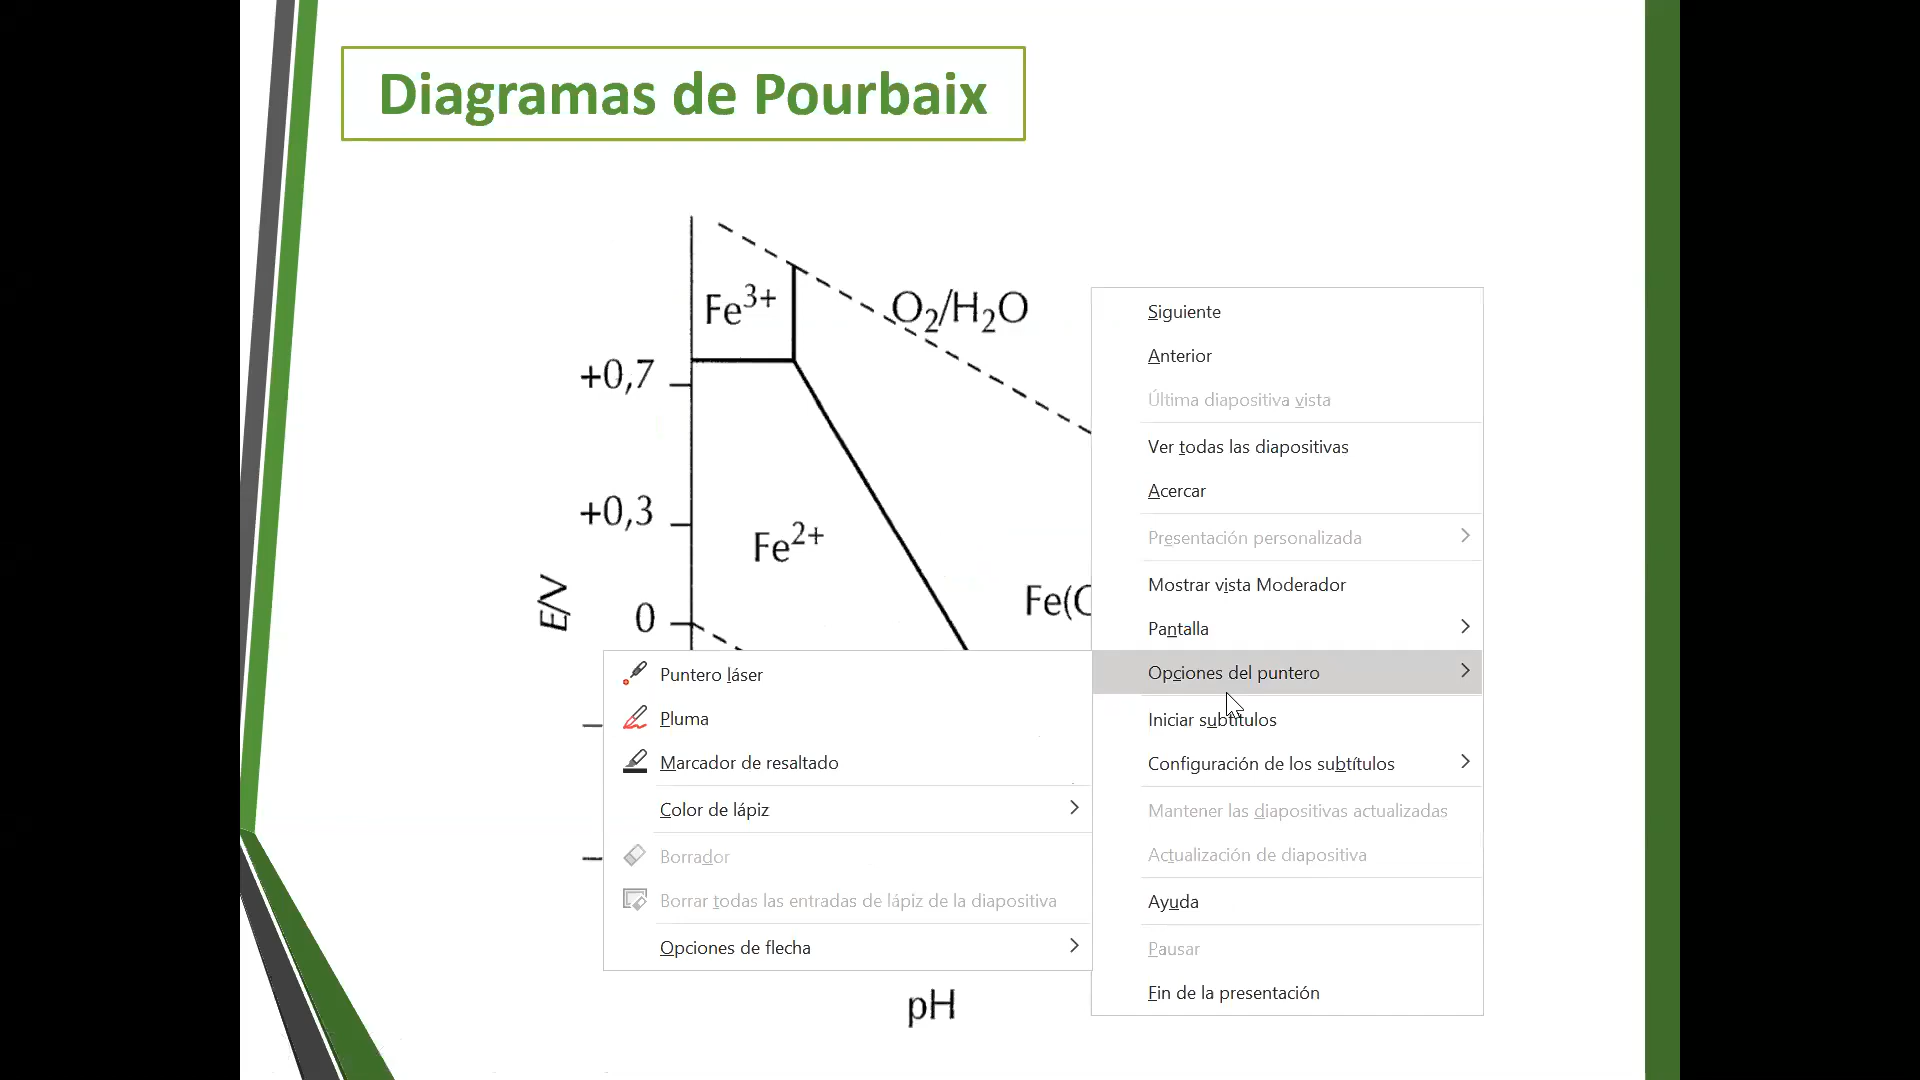 Diagramas de Pourbaix
Fe3+
O2/H2O
+0,7
+0,3
Fe2+
E/V
0
Fe(
pH
Siguiente
Anterior
Última diapositiva vista
Ver todas las diapositivas
Acercar
Presentación personalizada
Mostrar vista Moderador
Pantalla
Opciones del puntero
Iniciar subtítulos
Configuración de los subtítulos
Mantener las diapositivas actualizadas
Actualización de diapositiva
Ayuda
Pausar
Fin de la presentación
Puntero láser
Pluma
Marcador de resaltado
Color de lápiz
Borrador
Borrar todas las entradas de lápiz de la diapositiva
Opciones de flecha